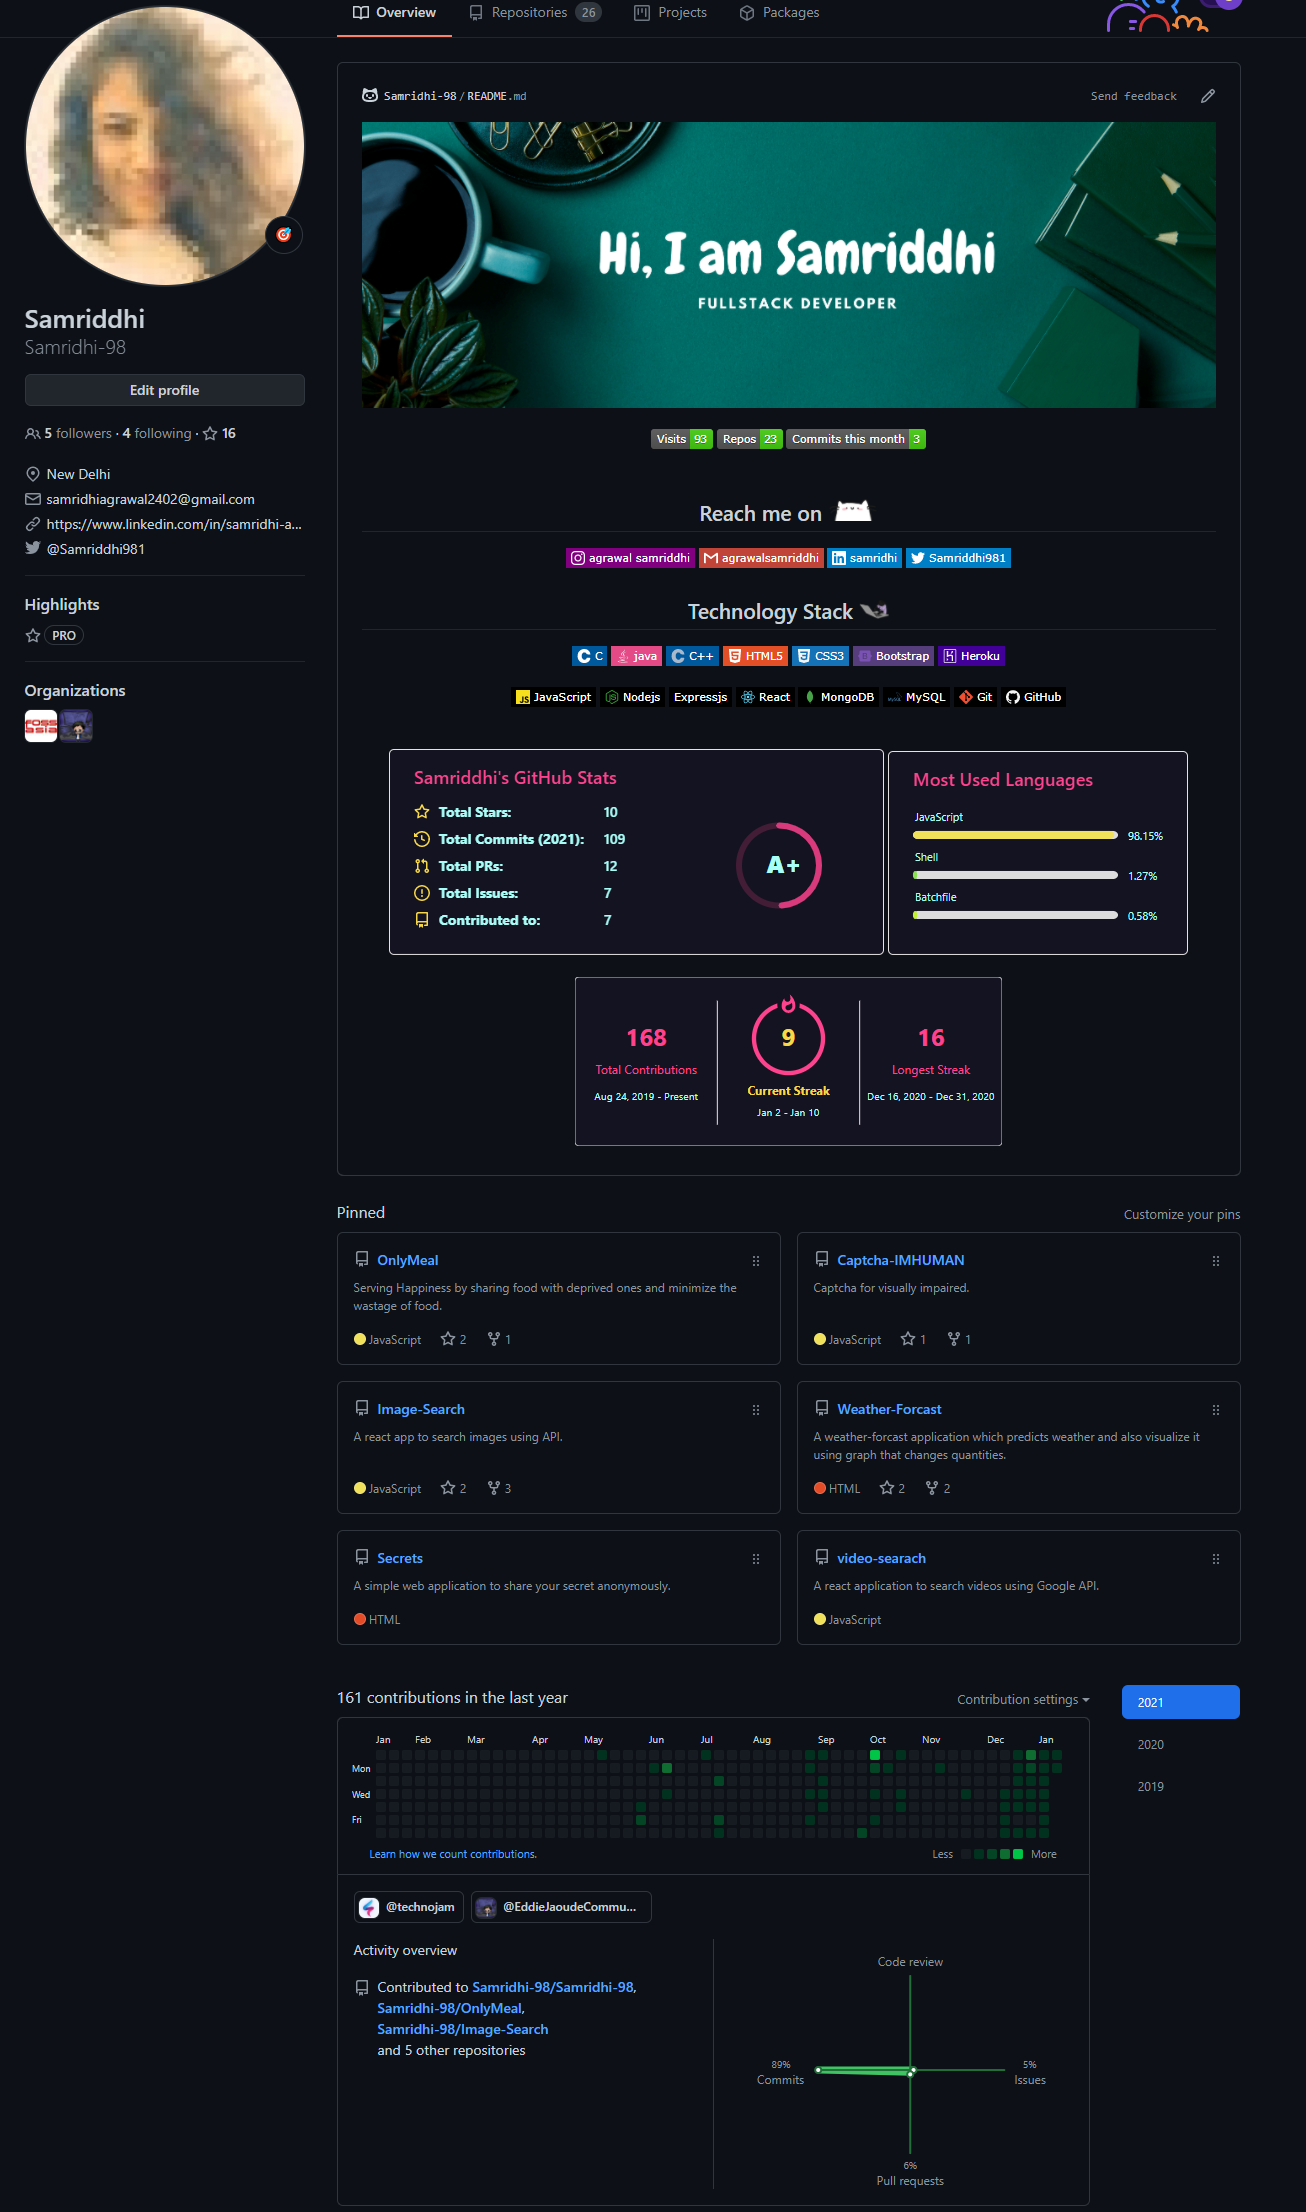 Overview
Repositories 26
Projects
Packages
Samriddhi
Samridhi-98
Edit profile
5 followers · 4 following · 16
New Delhi
samridhiagrawal2402@gmail.com
https://www.linkedin.com/in/samridhi-a...
@Samriddhi981
Highlights
PRO
Organizations
FOSS
asia
Samridhi-98/README.md
Send feedback
Hi, I am Samriddhi
FULLSTACK DEVELOPER
Visits 93 Repos 23 Commits this month 3
Reach me on
agrawal samriddhi agrawalsamriddhi samridhi Samriddhi981
Technology Stack
C java C++ HTML5 CSS3 Bootstrap Heroku
JavaScript Nodejs Expressjs React MongoDB MySQL Git GitHub
Samriddhi's GitHub Stats
Total Stars: 10
Total Commits (2021): 109
Total PRs: 12
Total Issues: 7
Contributed to: 7
A+
Most Used Languages
JavaScript
98.15%
Shell
1.27%
Batchfile
0.58%
168
Total Contributions
Aug 24, 2019 - Present
9
Current Streak
Jan 2 - Jan 10
16
Longest Streak
Dec 16, 2020 - Dec 31, 2020
Pinned
Customize your pins
OnlyMeal
Serving Happiness by sharing food with deprived ones and minimize the
wastage of food.
JavaScript 2 1
Captcha-IMHUMAN
Captcha for visually impaired.
JavaScript 1 1
Image-Search
A react app to search images using API.
JavaScript 2 3
Weather-Forcast
A weather-forcast application which predicts weather and also visualize it
using graph that changes quantities.
HTML 2 2
Secrets
A simple web application to share your secret anonymously.
HTML
video-searach
A react application to search videos using Google API.
JavaScript
161 contributions in the last year
Contribution settings
2021
2020
2019
Jan Feb Mar Apr May Jun Jul Aug Sep Oct Nov Dec Jan
Mon
Wed
Fri
Learn how we count contributions.
Less More
@technojam
@EddieJaoudeCommu...
Activity overview
Contributed to Samridhi-98/Samridhi-98,
Samridhi-98/OnlyMeal,
Samridhi-98/Image-Search
and 5 other repositories
Code review
89%
Commits
5%
Issues
6%
Pull requests